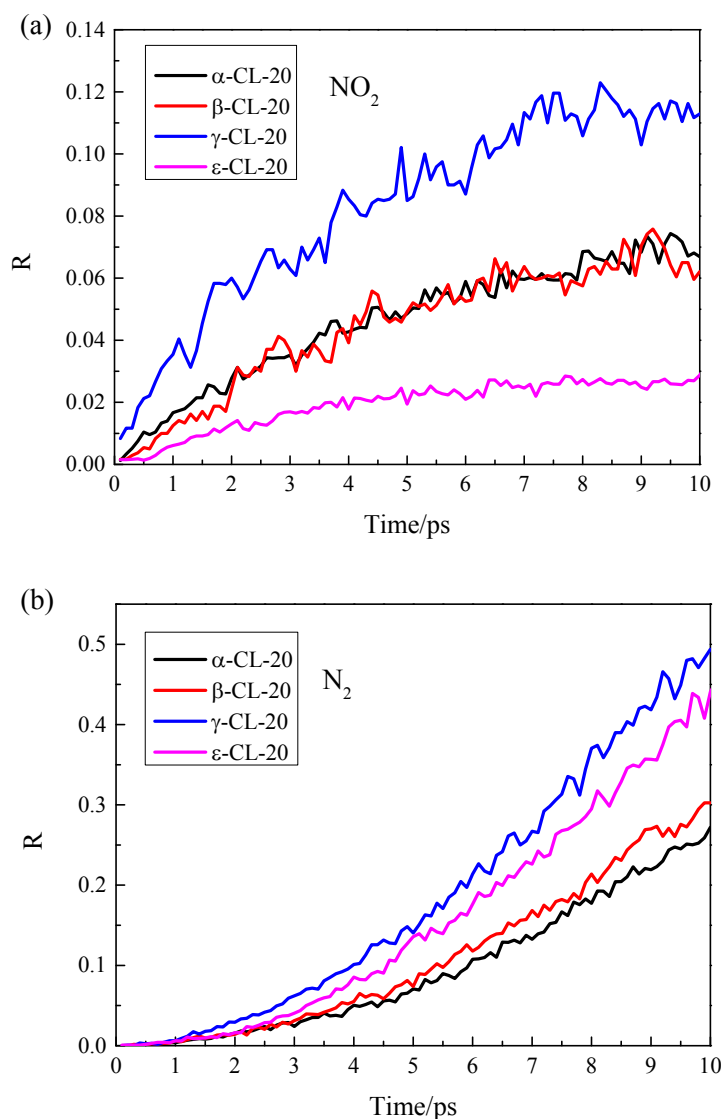 (a)
0.14
0.12
0.10
0.08
0.06
0.04
0.02
0.00
R
α-CL-20
β-CL-20
γ-CL-20
ε-CL-20
NO₂
0 1 2 3 4 5 6 7 8 9 10
Time/ps
(b)
0.5
0.4
0.3
0.2
0.1
0.0
R
α-CL-20
β-CL-20
γ-CL-20
ε-CL-20
N₂
0 1 2 3 4 5 6 7 8 9 10
Time/ps